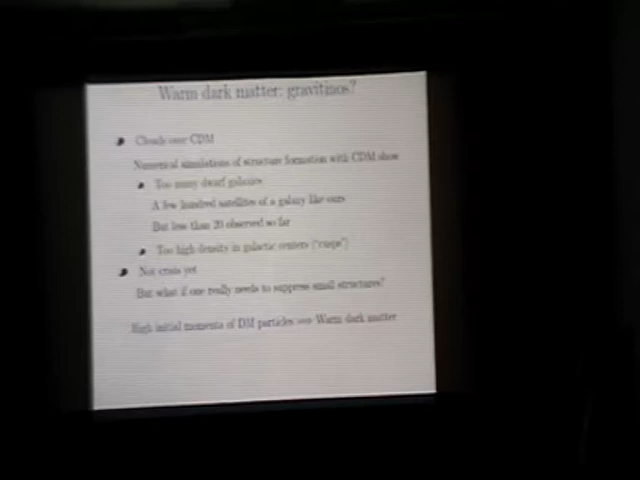 Warm dark matter: gravitinos?
Clouds over CDM
Numerical simulations of structure formation with CDM show
Too many dwarf galaxies
A few hundred satellites of a galaxy like ours
But less than 20 observed so far
Too high density in galactic centers ("cusps")
Not crisis yet
But what if one really needs to suppress small structures?
High initial momenta of DM particles ⟹ Warm dark matter